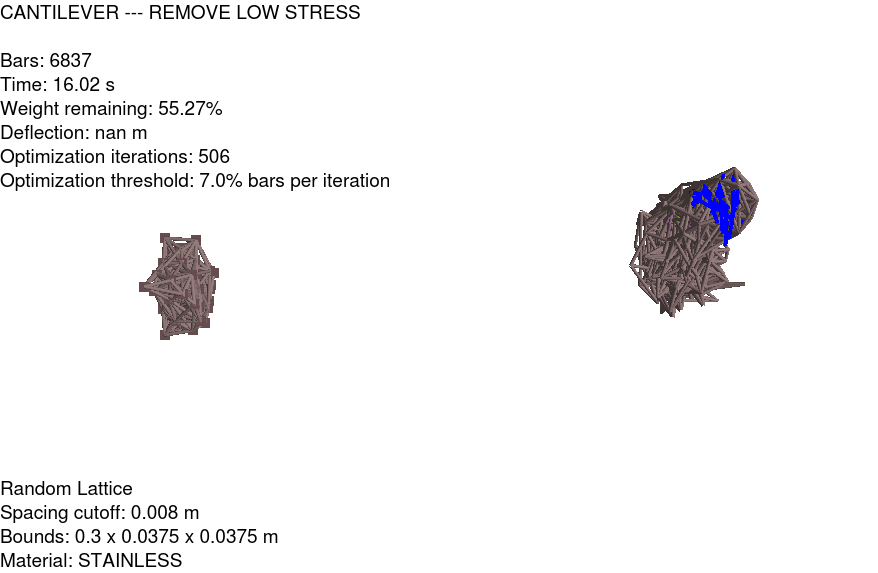 CANTILEVER --- REMOVE LOW STRESS
Bars: 6837
Time: 16.02 s
Weight remaining: 55.27%
Deflection: nan m
Optimization iterations: 506
Optimization threshold: 7.0% bars per iteration
Random Lattice
Spacing cutoff: 0.008 m
Bounds: 0.3 x 0.0375 x 0.0375 m
Material: STAINLESS